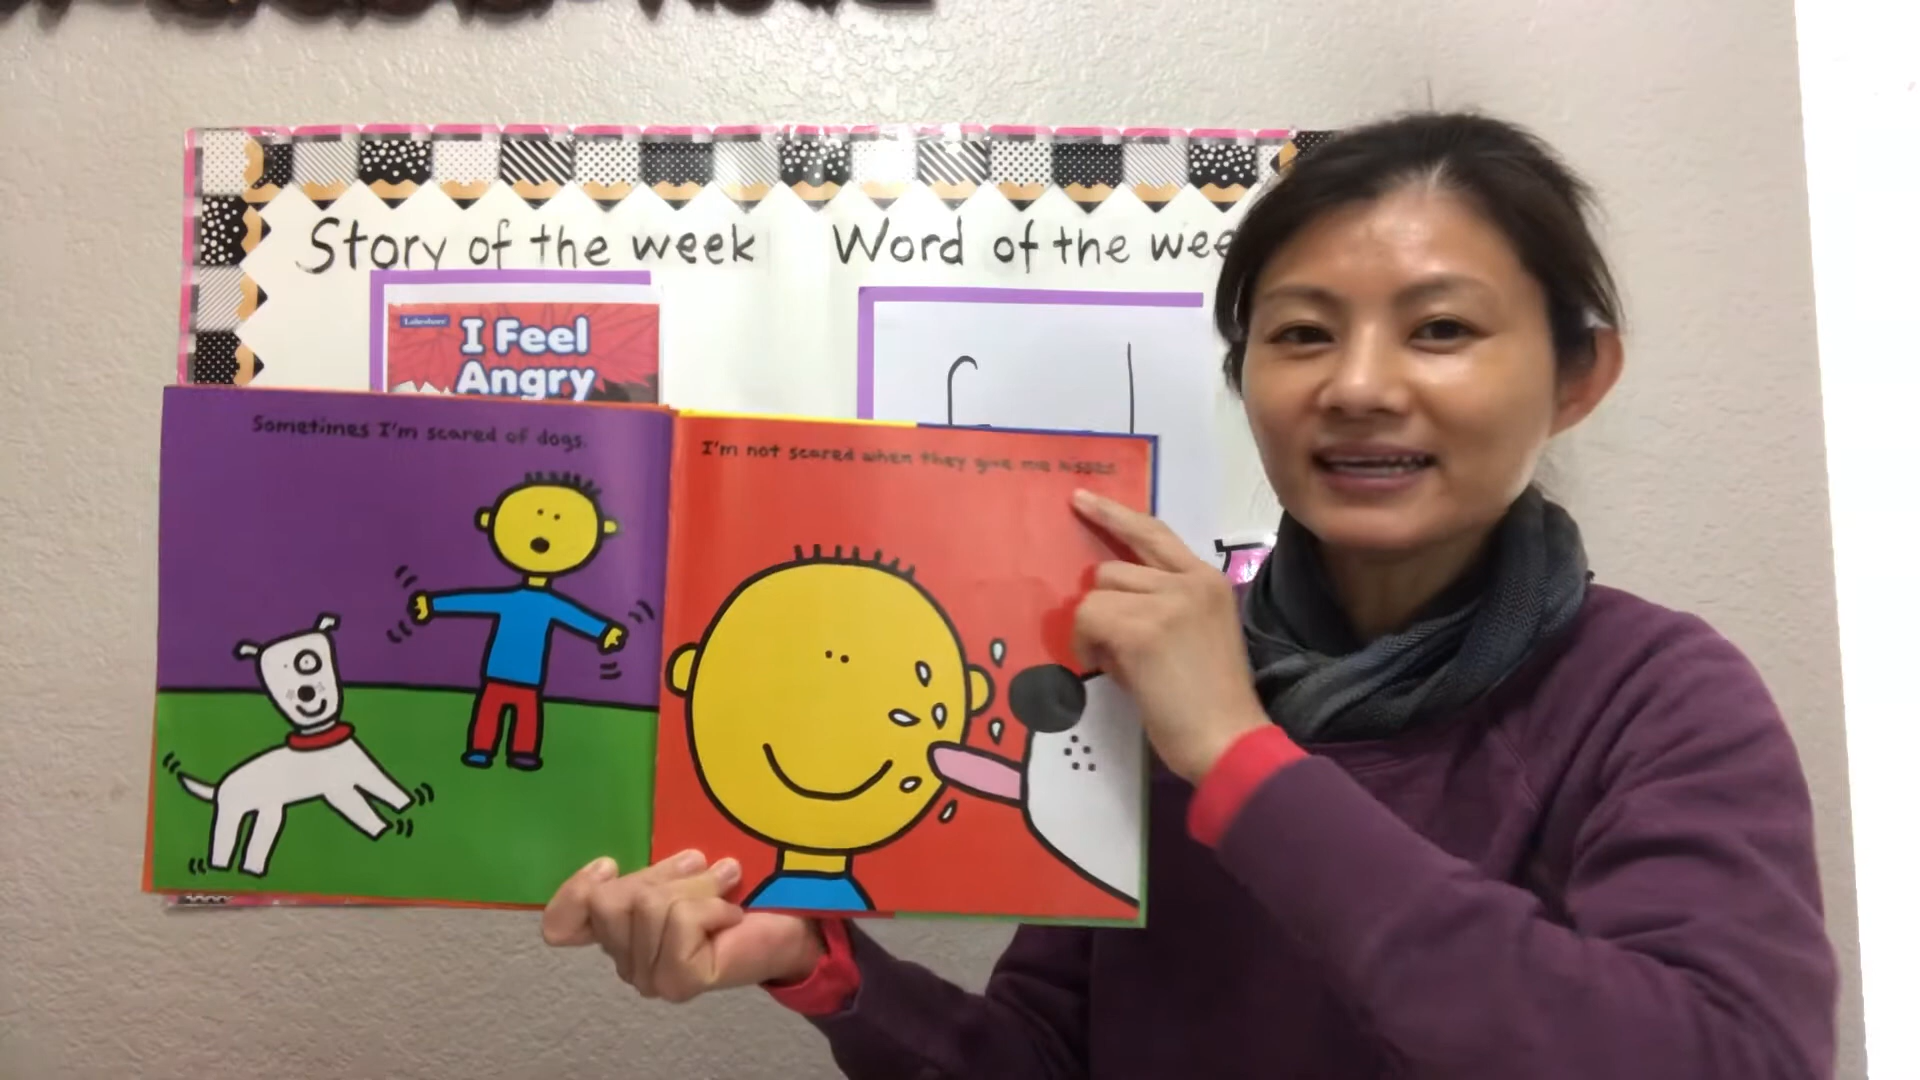 Story of the week
Word of the wee
Lakeshore
I Feel
Angry
Sometimes I'm scared of dogs.
I'm not scared when they give me kisses.